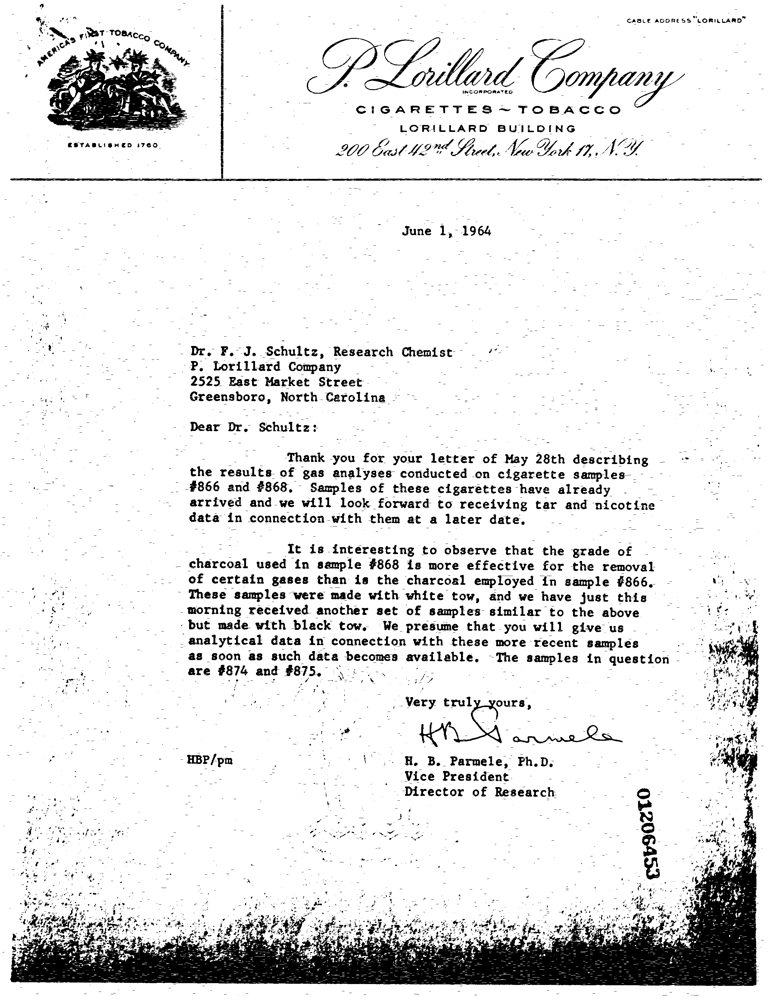 CABLE ADDRESS "LORILLARD"
AMERICA'S FIRST TOBACCO COMPANY
ESTABLISHED 1760
P. Lorillard Company
INCORPORATED
CIGARETTES ~ TOBACCO
LORILLARD BUILDING
200 East 42nd Street, New York 17, N.Y.
June 1, 1964
Dr. F. J. Schultz, Research Chemist
P. Lorillard Company
2525 East Market Street
Greensboro, North Carolina
Dear Dr. Schultz:
Thank you for your letter of May 28th describing
the results of gas analyses conducted on cigarette samples
#866 and #868. Samples of these cigarettes have already
arrived and we will look forward to receiving tar and nicotine
data in connection with them at a later date.
It is interesting to observe that the grade of
charcoal used in sample #868 is more effective for the removal
of certain gases than is the charcoal employed in sample #866.
These samples were made with white tow, and we have just this
morning received another set of samples similar to the above
but made with black tow. We presume that you will give us
analytical data in connection with these more recent samples
as soon as such data becomes available. The samples in question
are #874 and #875.
Very truly yours,
HB Parmele
HBP/pm
H. B. Parmele, Ph.D.
Vice President
Director of Research
01206453